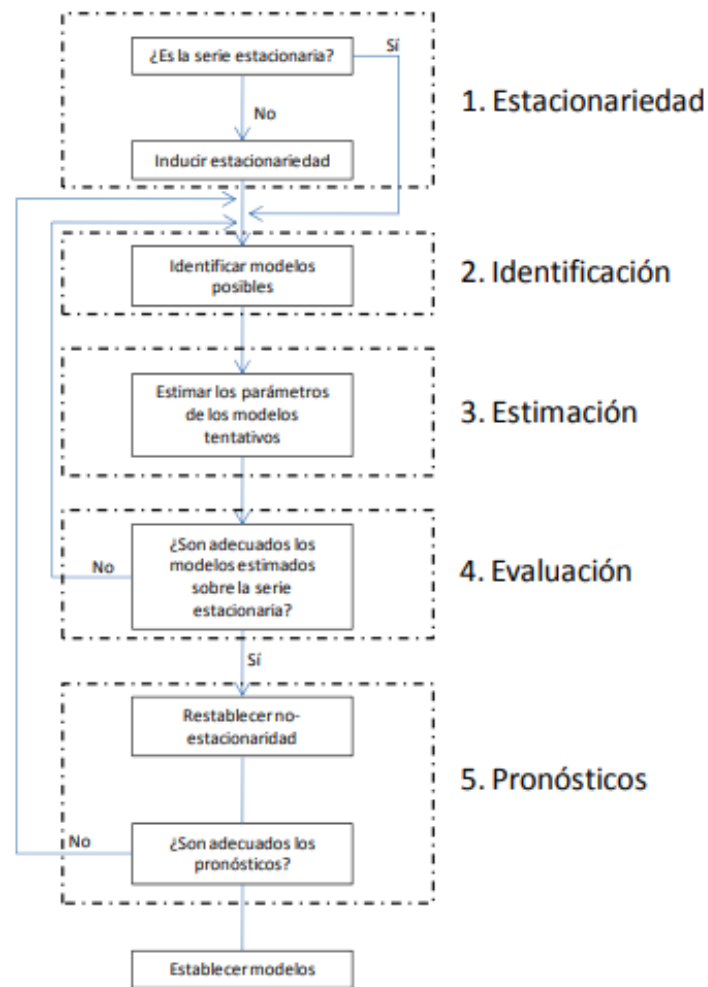 ¿Es la serie estacionaria?
Sí
1. Estacionariedad
No
Inducir estacionariedad
Identificar modelos
posibles
2. Identificación
Estimar los parámetros
de los modelos
tentativos
3. Estimación
¿Son adecuados los
modelos estimados
sobre la serie
estacionaria?
No
4. Evaluación
Sí
Restablecer no-
estacionaridad
5. Pronósticos
No
¿Son adecuados los
pronósticos?
Establecer modelos